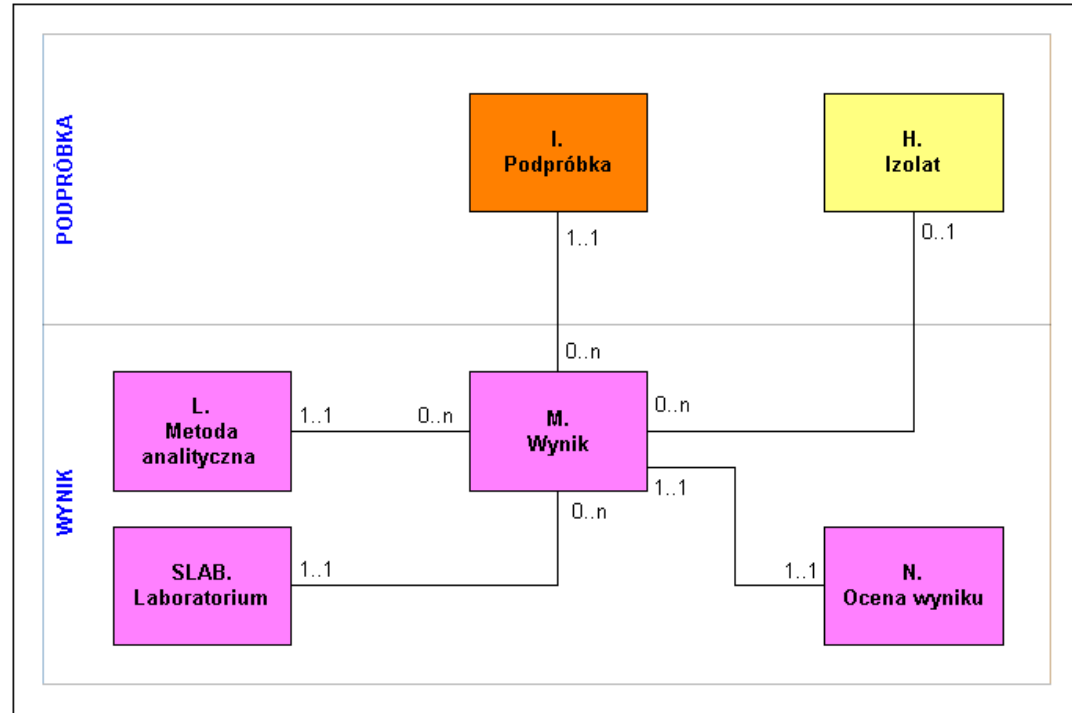 PODPRÓBKA
I.
Podpróbka
H.
Izolat
1..1
0..1
WYNIK
0..n
L.
Metoda
analityczna
1..1
0..n
M.
Wynik
0..n
1..1
0..n
SLAB.
Laboratorium
1..1
1..1
N.
Ocena wyniku